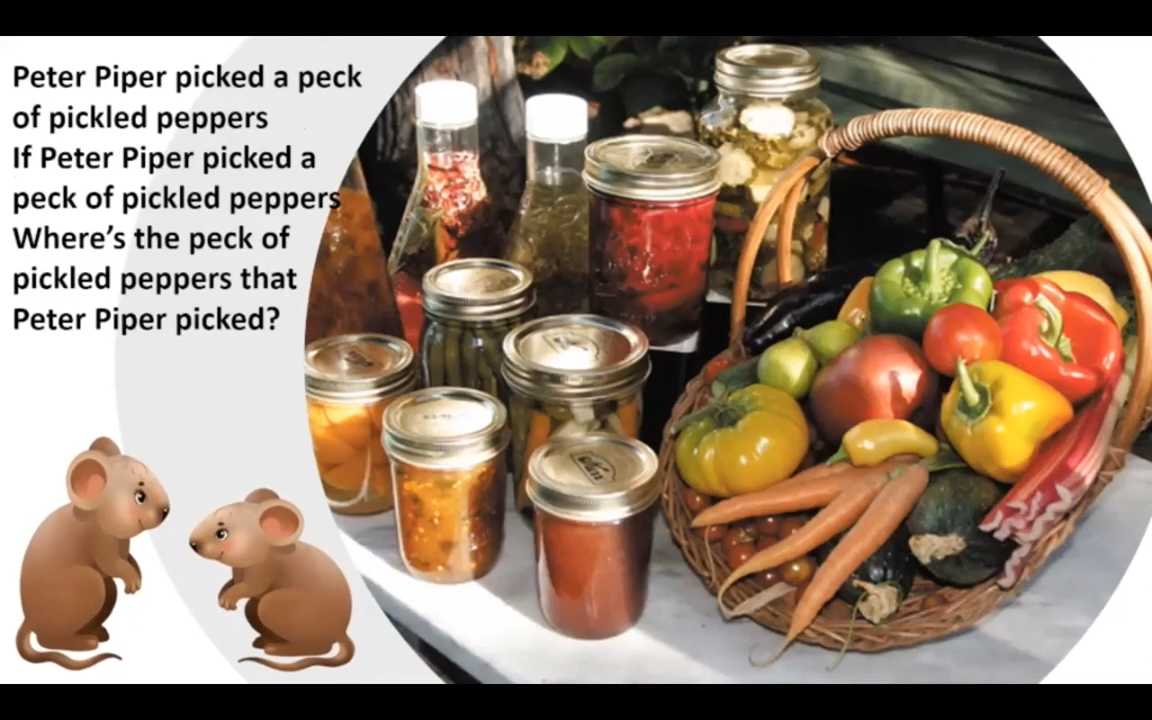 Peter Piper picked a peck
of pickled peppers
If Peter Piper picked a
peck of pickled peppers
Where’s the peck of
pickled peppers that
Peter Piper picked?